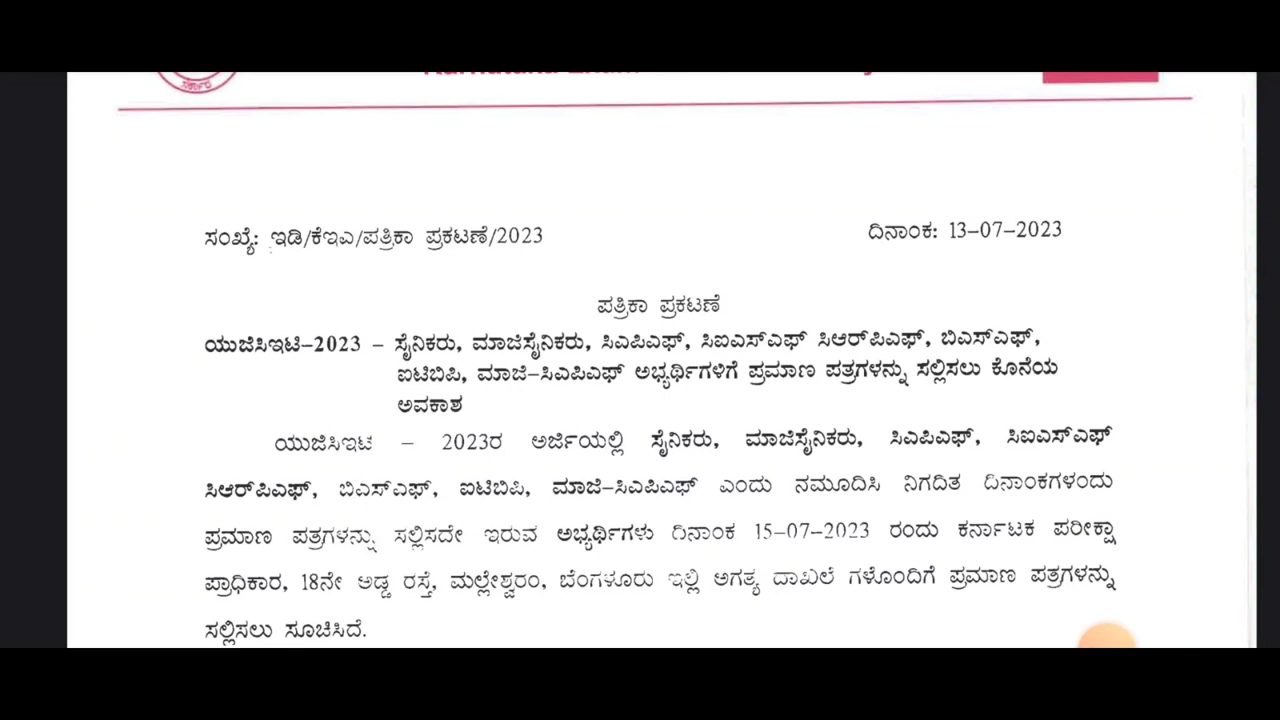 ಸರ್ಕಾರ
ಸಂಖ್ಯೆ: ಇಡಿ/ಕೆಇಎ/ಪತ್ರಿಕಾ ಪ್ರಕಟಣೆ/2023
ದಿನಾಂಕ: 13-07-2023
ಪತ್ರಿಕಾ ಪ್ರಕಟಣೆ
ಯುಜಿಸಿಇಟಿ-2023 - ಸೈನಿಕರು, ಮಾಜಿಸೈನಿಕರು, ಸಿಎಪಿಎಫ್, ಸಿಐಎಸ್ಎಫ್ ಸಿಆರ್‌ಪಿಎಫ್, ಬಿಎಸ್ಎಫ್,
ಐಟಿಬಿಪಿ, ಮಾಜಿ-ಸಿಎಪಿಎಫ್ ಅಭ್ಯರ್ಥಿಗಳಿಗೆ ಪ್ರಮಾಣ ಪತ್ರಗಳನ್ನು ಸಲ್ಲಿಸಲು ಕೊನೆಯ
ಅವಕಾಶ
ಯುಜಿಸಿಇಟಿ - 2023ರ ಅರ್ಜಿಯಲ್ಲಿ ಸೈನಿಕರು, ಮಾಜಿಸೈನಿಕರು, ಸಿಎಪಿಎಫ್, ಸಿಐಎಸ್ಎಫ್
ಸಿಆರ್‌ಪಿಎಫ್, ಬಿಎಸ್ಎಫ್, ಐಟಿಬಿಪಿ, ಮಾಜಿ-ಸಿಎಪಿಎಫ್ ಎಂದು ನಮೂದಿಸಿ ನಿಗದಿತ ದಿನಾಂಕಗಳಂದು
ಪ್ರಮಾಣ ಪತ್ರಗಳನ್ನು ಸಲ್ಲಿಸದೇ ಇರುವ ಅಭ್ಯರ್ಥಿಗಳು ದಿನಾಂಕ 15-07-2023 ರಂದು ಕರ್ನಾಟಕ ಪರೀಕ್ಷಾ
ಪ್ರಾಧಿಕಾರ, 18ನೇ ಅಡ್ಡ ರಸ್ತೆ, ಮಲ್ಲೇಶ್ವರಂ, ಬೆಂಗಳೂರು ಇಲ್ಲಿ ಅಗತ್ಯ ದಾಖಲೆ ಗಳೊಂದಿಗೆ ಪ್ರಮಾಣ ಪತ್ರಗಳನ್ನು
ಸಲ್ಲಿಸಲು ಸೂಚಿಸಿದೆ.